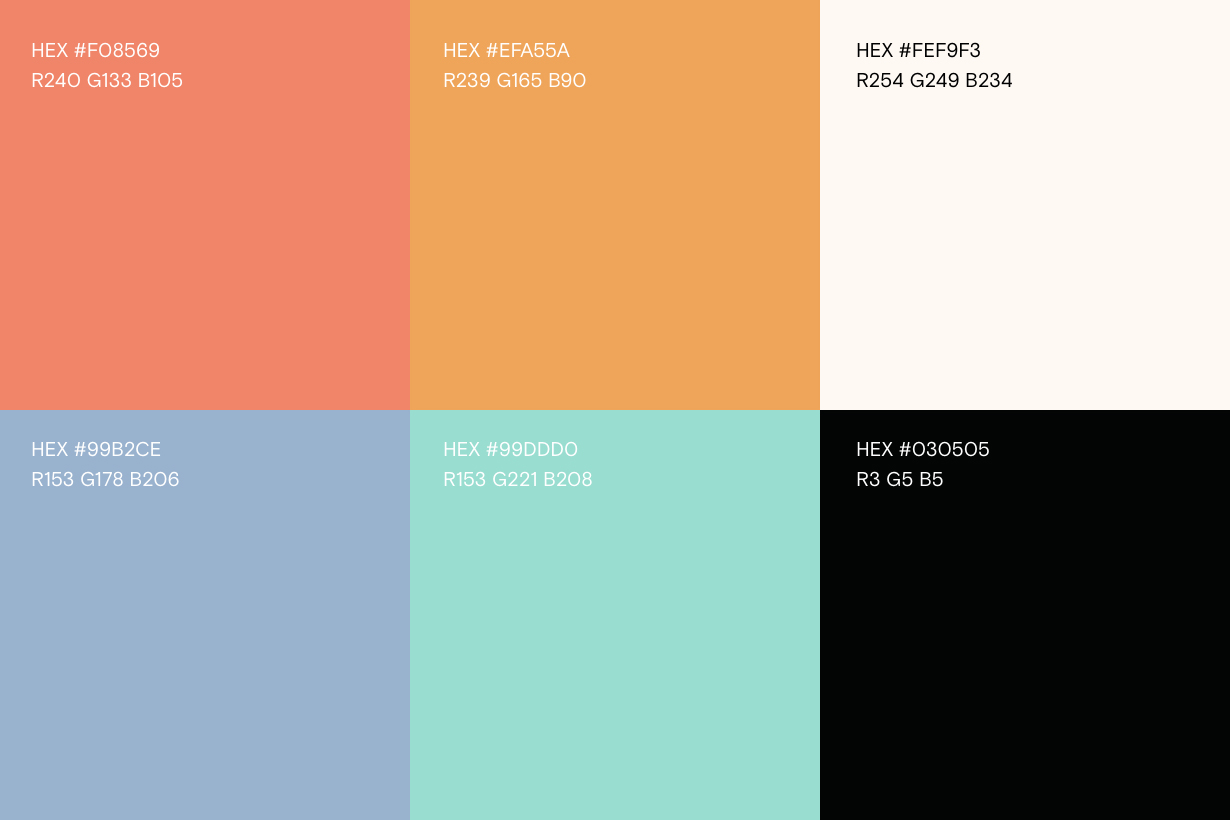 HEX #F08569
R240 G133 B105
HEX #EFA55A
R239 G165 B90
HEX #FEF9F3
R254 G249 B234
HEX #99B2CE
R153 G178 B206
HEX #99DDD0
R153 G221 B208
HEX #030505
R3 G5 B5